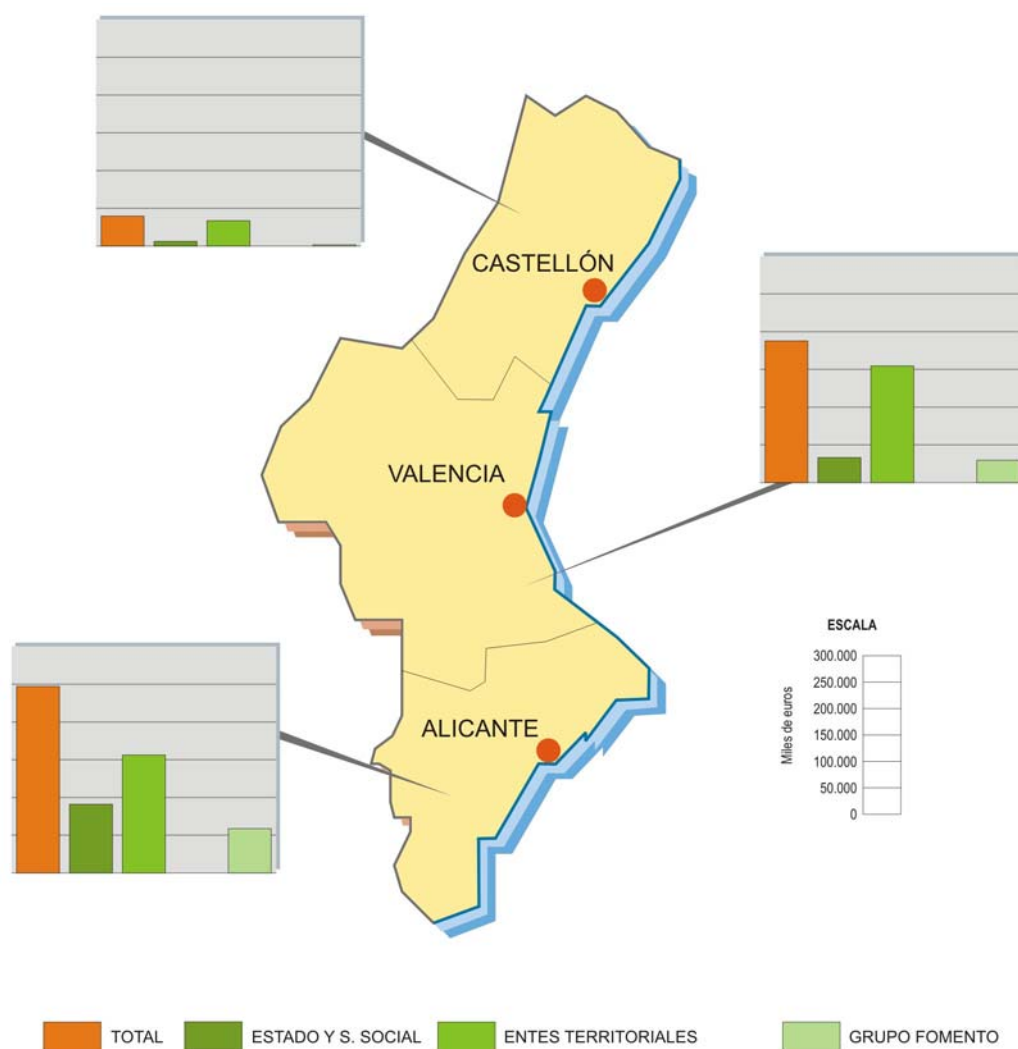 CASTELLÓN
VALENCIA
ALICANTE
ESCALA
Miles de euros
300.000
250.000
200.000
150.000
100.000
50.000
0
TOTAL
ESTADO Y S. SOCIAL
ENTES TERRITORIALES
GRUPO FOMENTO